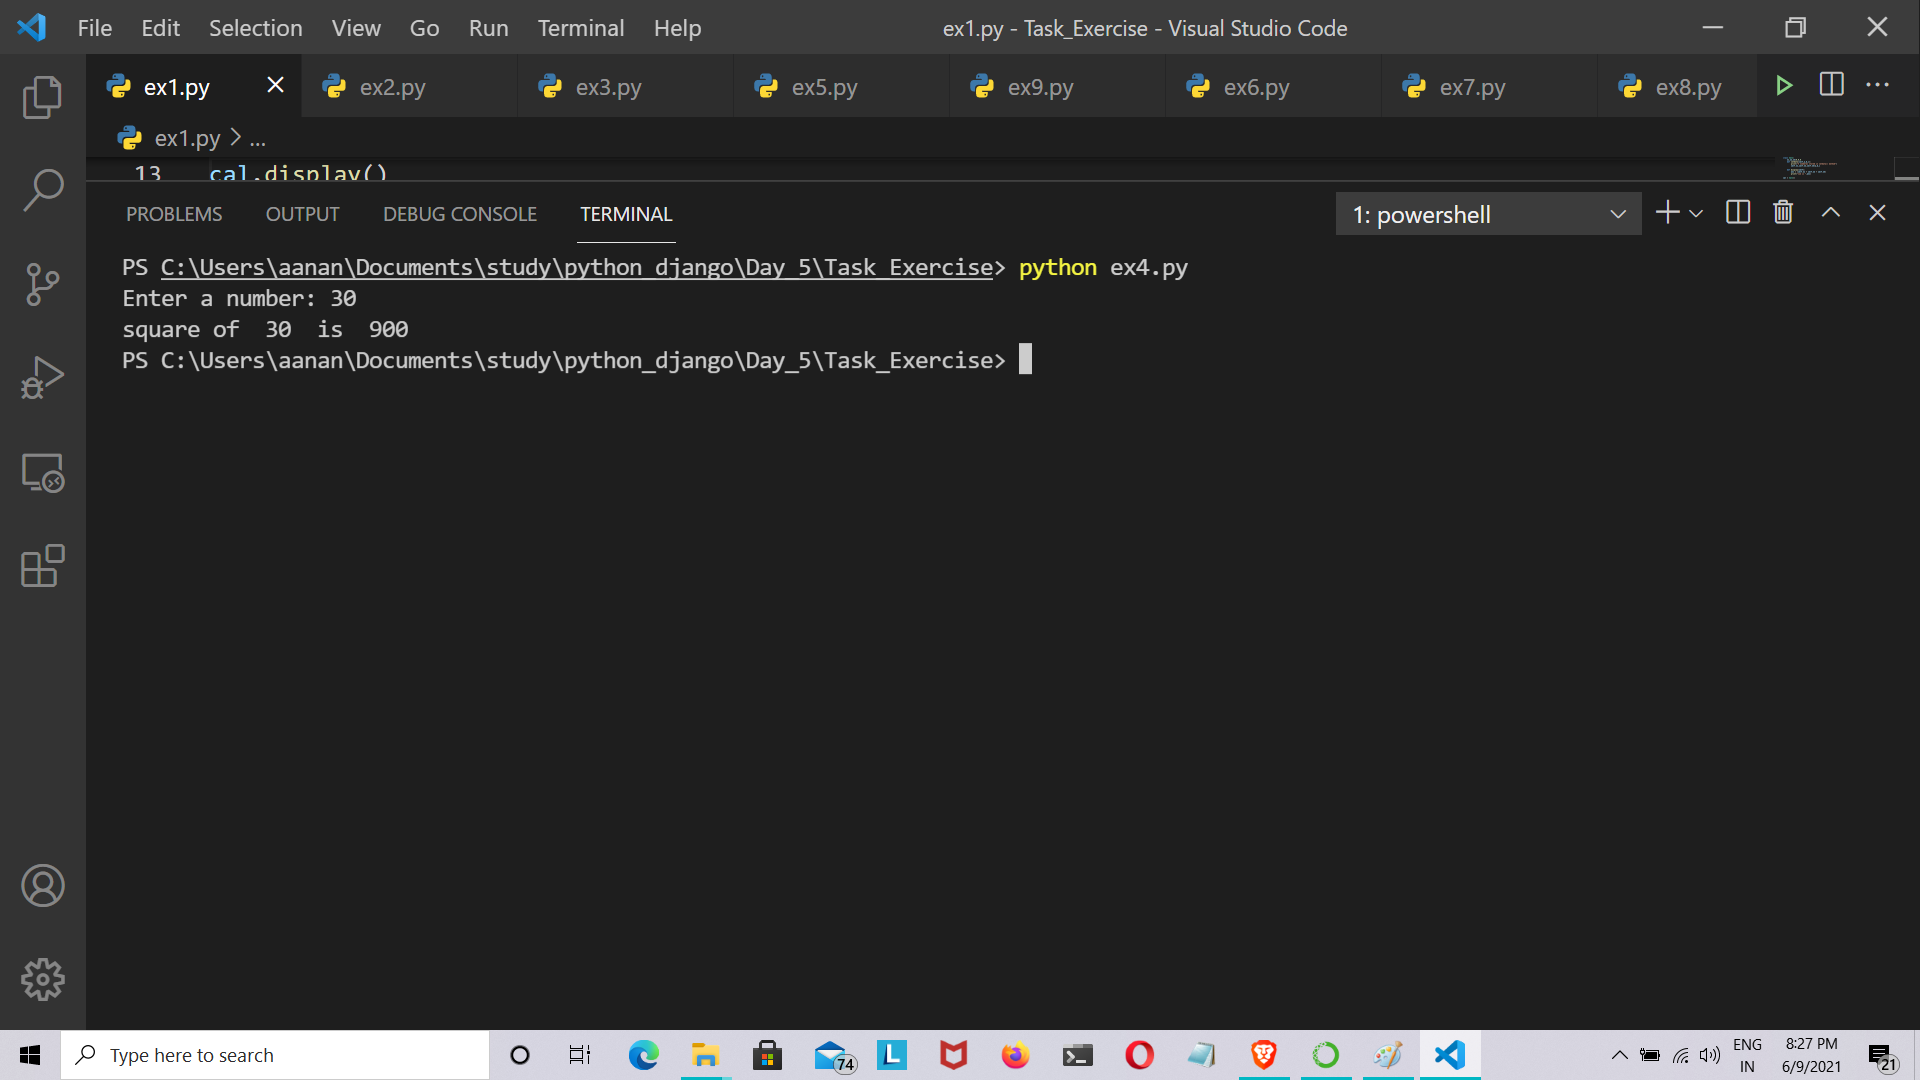 File Edit Selection View Go Run Terminal Help ex1.py - Task_Exercise - Visual Studio Code
ex1.py ex2.py ex3.py ex5.py ex9.py ex6.py ex7.py ex8.py
ex1.py > ...
13 cal.display()
PROBLEMS OUTPUT DEBUG CONSOLE TERMINAL 1: powershell
PS C:\Users\aanan\Documents\study\python_django\Day_5\Task_Exercise> python ex4.py
Enter a number: 30
square of  30  is  900
PS C:\Users\aanan\Documents\study\python_django\Day_5\Task_Exercise>
Type here to search 74 L ENG 8:27 PM
IN 6/9/2021 21